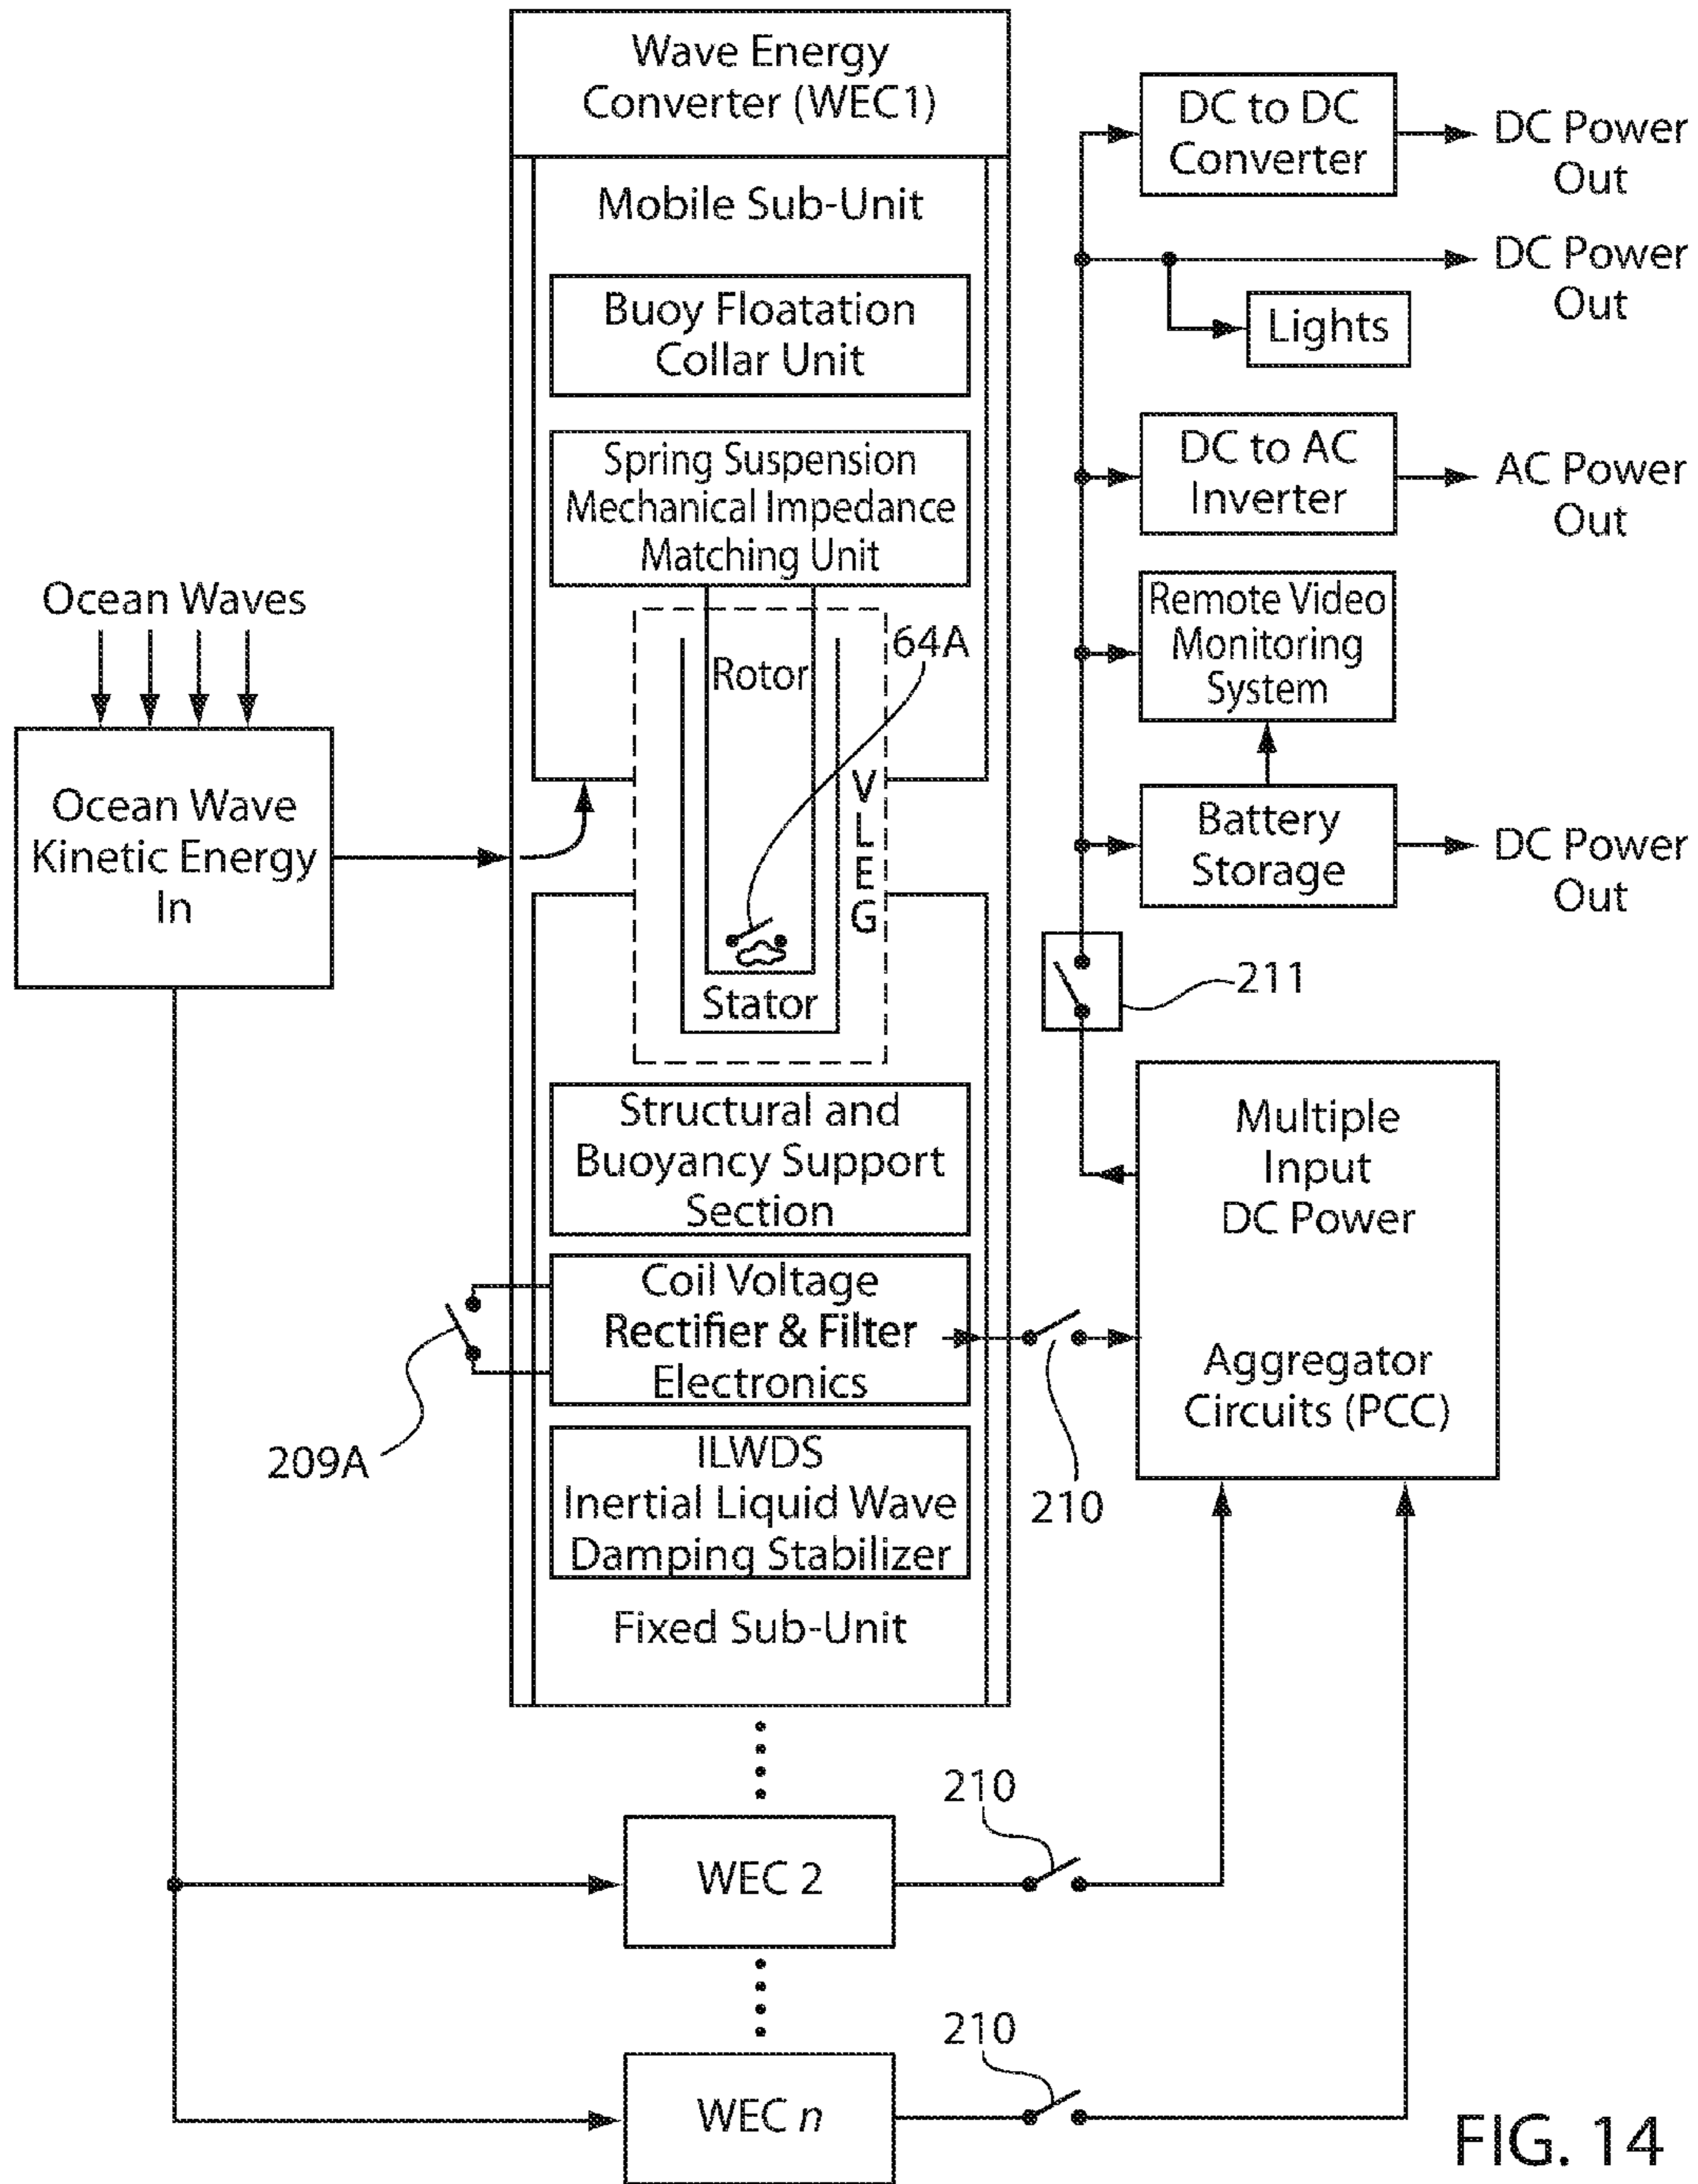 Wave Energy
Converter (WEC1)
Mobile Sub-Unit
Buoy Floatation
Collar Unit
Spring Suspension
Mechanical Impedance
Matching Unit
Rotor
64A
V
L
E
G
Stator
Structural and
Buoyancy Support
Section
Coil Voltage
Rectifier & Filter
Electronics
209A
ILWDS
Inertial Liquid Wave
Damping Stabilizer
Fixed Sub-Unit
Ocean Waves
Ocean Wave
Kinetic Energy
In
DC to DC
Converter
DC Power
Out
DC Power
Out
Lights
DC to AC
Inverter
AC Power
Out
Remote Video
Monitoring
System
Battery
Storage
DC Power
Out
211
Multiple
Input
DC Power
Aggregator
Circuits (PCC)
210
WEC 2
210
WEC n
210
FIG. 14